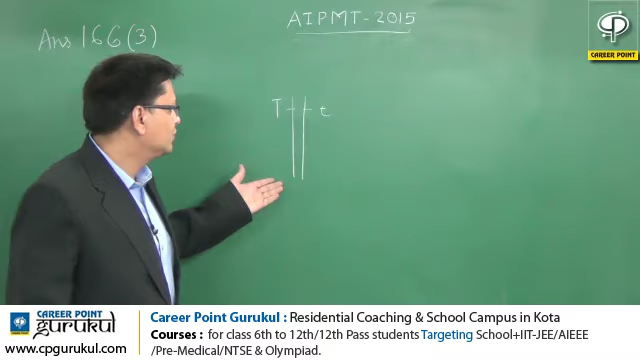 AIPMT-2015
Ans 166 (3)
CAREER POINT
T t
CAREER POINT
gurukul
www.cpgurukul.com
Career Point Gurukul : Residential Coaching & School Campus in Kota
Courses : for class 6th to 12th/12th Pass students Targeting School+IIT-JEE/AIEEE
/Pre-Medical/NTSE & Olympiad.